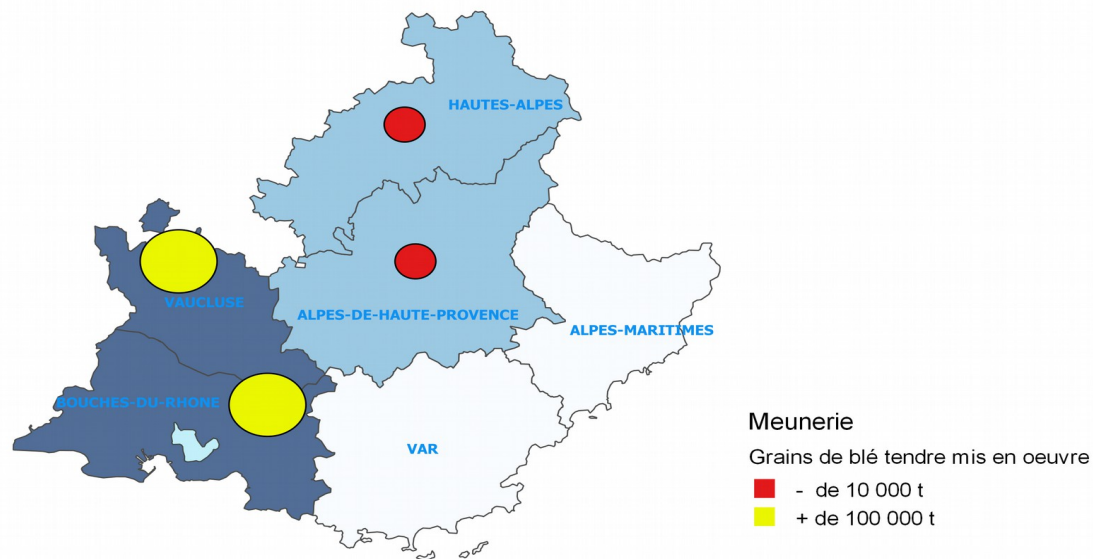 HAUTES-ALPES
VAUCLUSE
ALPES-DE-HAUTE-PROVENCE
ALPES-MARITIMES
BOUCHES-DU-RHONE
VAR
Meunerie
Grains de blé tendre mis en oeuvre
- de 10 000 t
+ de 100 000 t